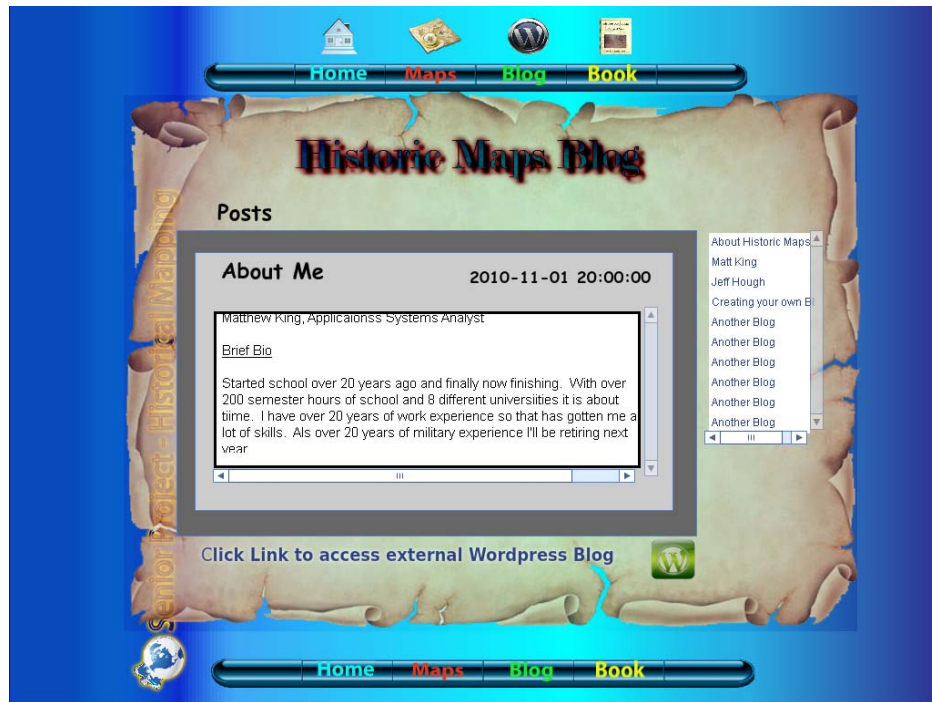 Home Maps Blog Book
Historic Maps Blog
Posts
About Me
2010-11-01 20:00:00
Matthew King, Applicaionss Systems Analyst
Brief Bio
Started school over 20 years ago and finally now finishing. With over
200 semester hours of school and 8 different universiities it is about
tiime. I have over 20 years of work experience so that has gotten me a
lot of skills. Als over 20 years of military experience I'll be retiring next
year
About Historic Maps
Matt King
Jeff Hough
Creating your own Bl
Another Blog
Another Blog
Another Blog
Another Blog
Another Blog
Another Blog
Click Link to access external Wordpress Blog
Senior Project - Historical Mapping
Home Maps Blog Book